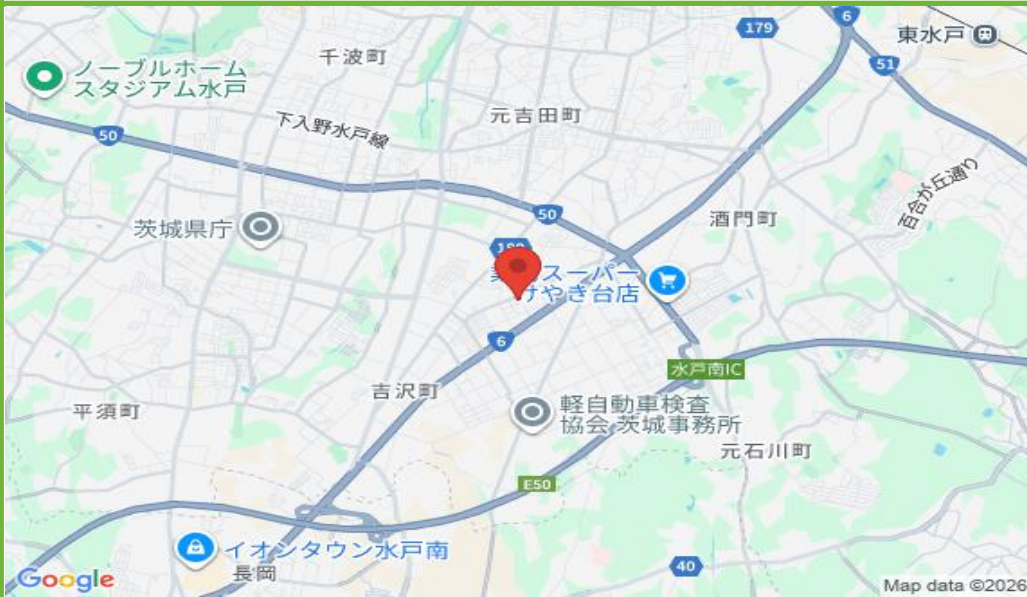 6
179
東水戸
千波町
ノーブルホーム
スタジアム水戸
51
元吉田町
50
下入野水戸線
百合が丘通り
茨城県庁
50
酒門町
スーパー
けやき台店
6
水戸南IC
吉沢町
平須町
軽自動車検査
協会 茨城事務所
元石川町
E50
イオンタウン水戸南
長岡
40
Google
Map data ©2026